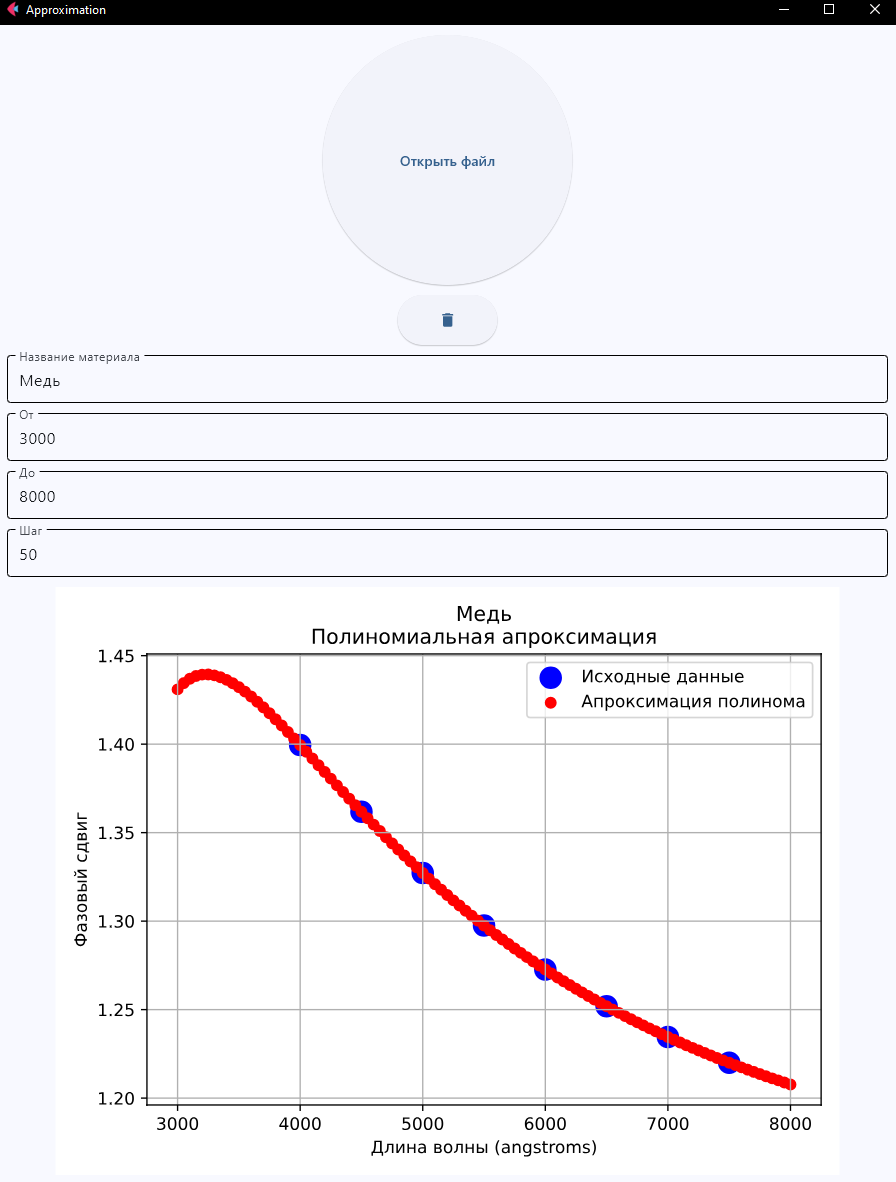 Approximation
Открыть файл
Название материала
Медь
От
3000
До
8000
Шаг
50
Медь
Полиномиальная апроксимация
Исходные данные
Апроксимация полинома
1.45
1.40
1.35
1.30
1.25
1.20
Фазовый сдвиг
3000 4000 5000 6000 7000 8000
Длина волны (angstroms)